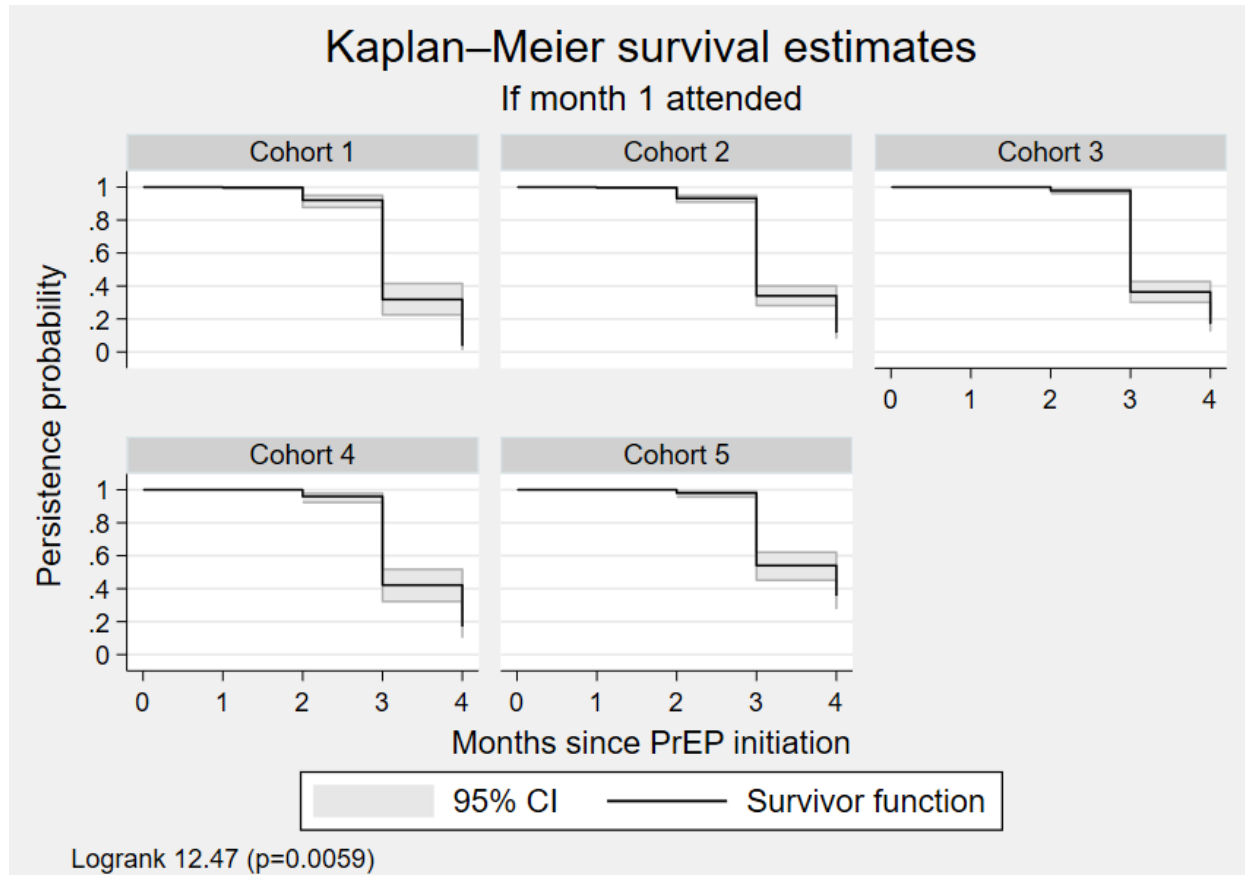 Kaplan–Meier survival estimates
If month 1 attended
Cohort 1
Cohort 2
Cohort 3
1
.8
.6
.4
.2
0
0 1 2 3 4
Persistence probability
Cohort 4
Cohort 5
1
.8
.6
.4
.2
0
0 1 2 3 4
0 1 2 3 4
Months since PrEP initiation
95% CI
Survivor function
Logrank 12.47 (p=0.0059)